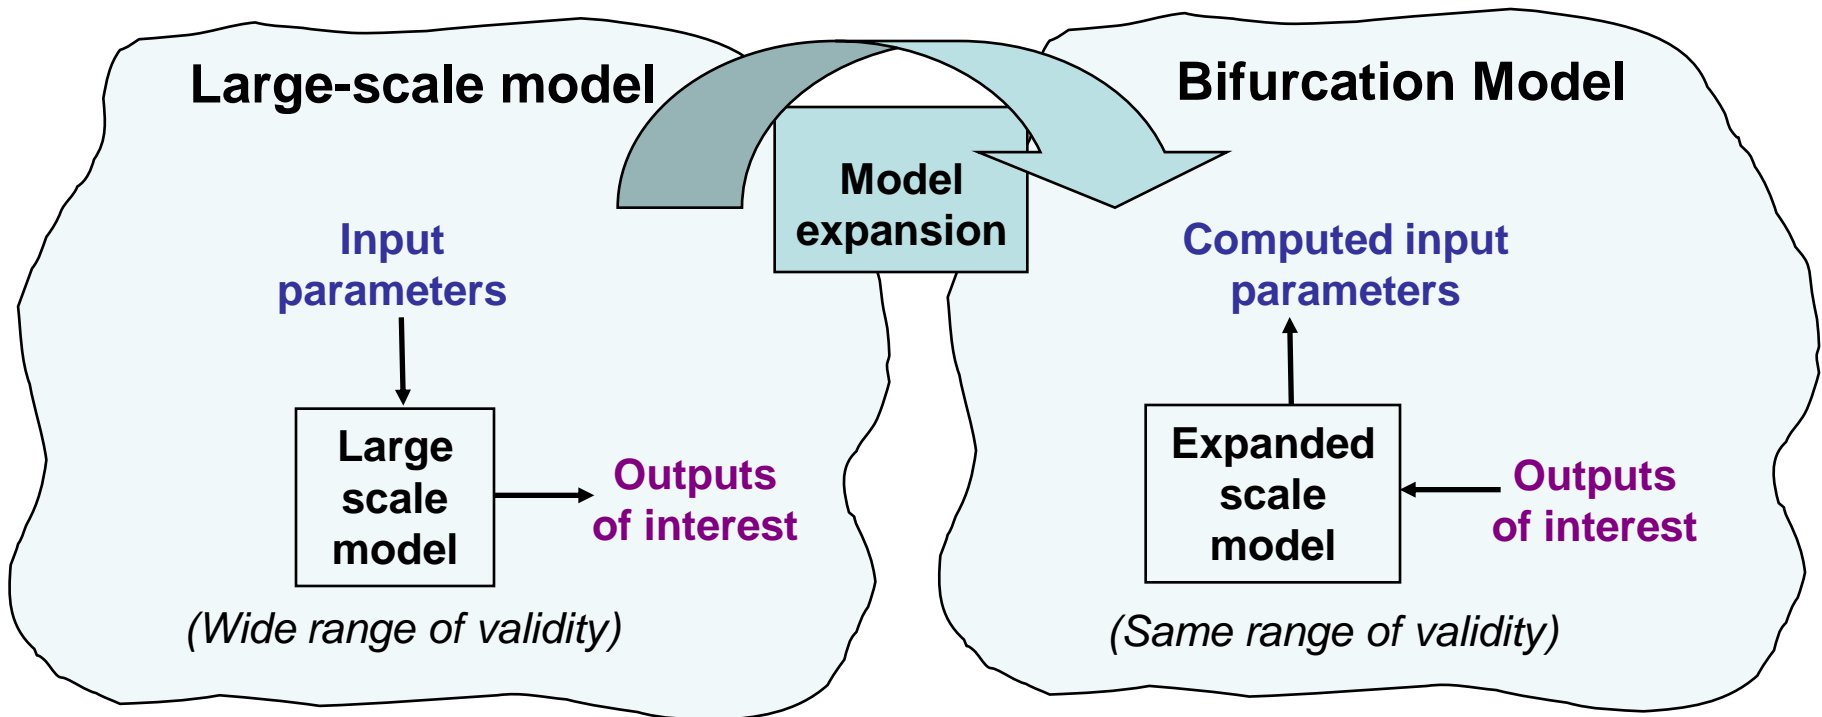 Large-scale model
Input
parameters
Large
scale
model
Outputs
of interest
(Wide range of validity)
Model
expansion
Bifurcation Model
Computed input
parameters
Expanded
scale
model
Outputs
of interest
(Same range of validity)